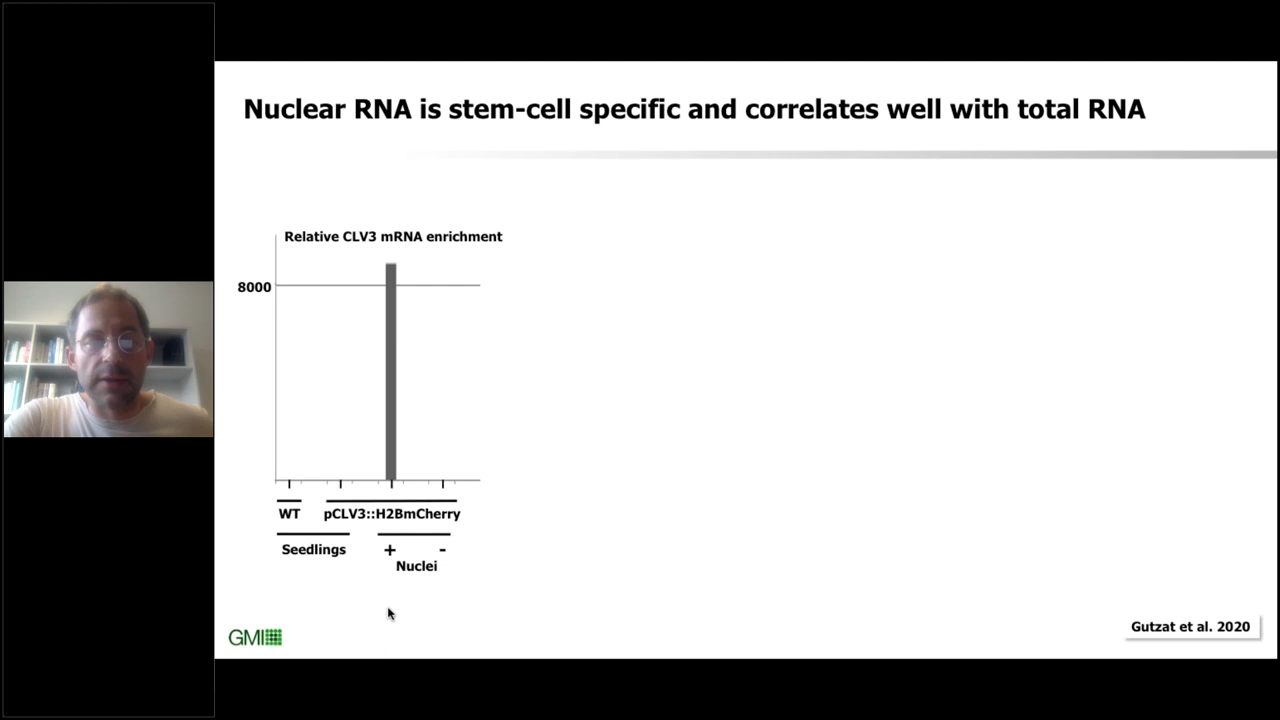 Nuclear RNA is stem-cell specific and correlates well with total RNA
Relative CLV3 mRNA enrichment
8000
WT
pCLV3::H2BmCherry
Seedlings
+
-
Nuclei
GMI
Gutzat et al. 2020